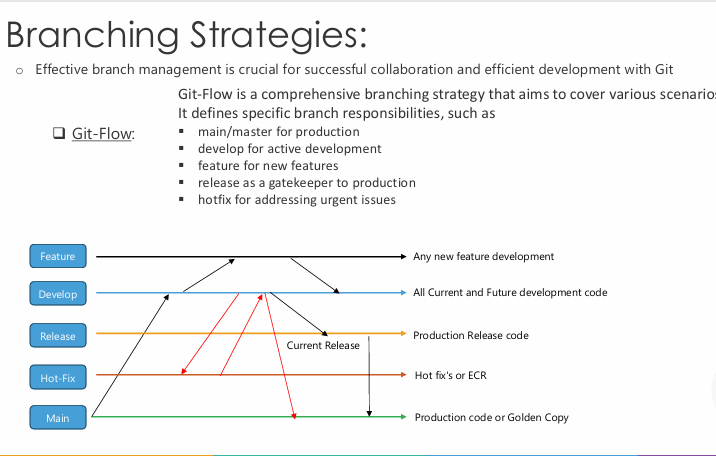 Branching Strategies:
o Effective branch management is crucial for successful collaboration and efficient development with Git
Git-Flow is a comprehensive branching strategy that aims to cover various scenarios
It defines specific branch responsibilities, such as
❑ Git-Flow:
▪ main/master for production
▪ develop for active development
▪ feature for new features
▪ release as a gatekeeper to production
▪ hotfix for addressing urgent issues
Feature Any new feature development
Develop All Current and Future development code
Release Production Release code
Current Release
Hot-Fix Hot fix's or ECR
Main Production code or Golden Copy